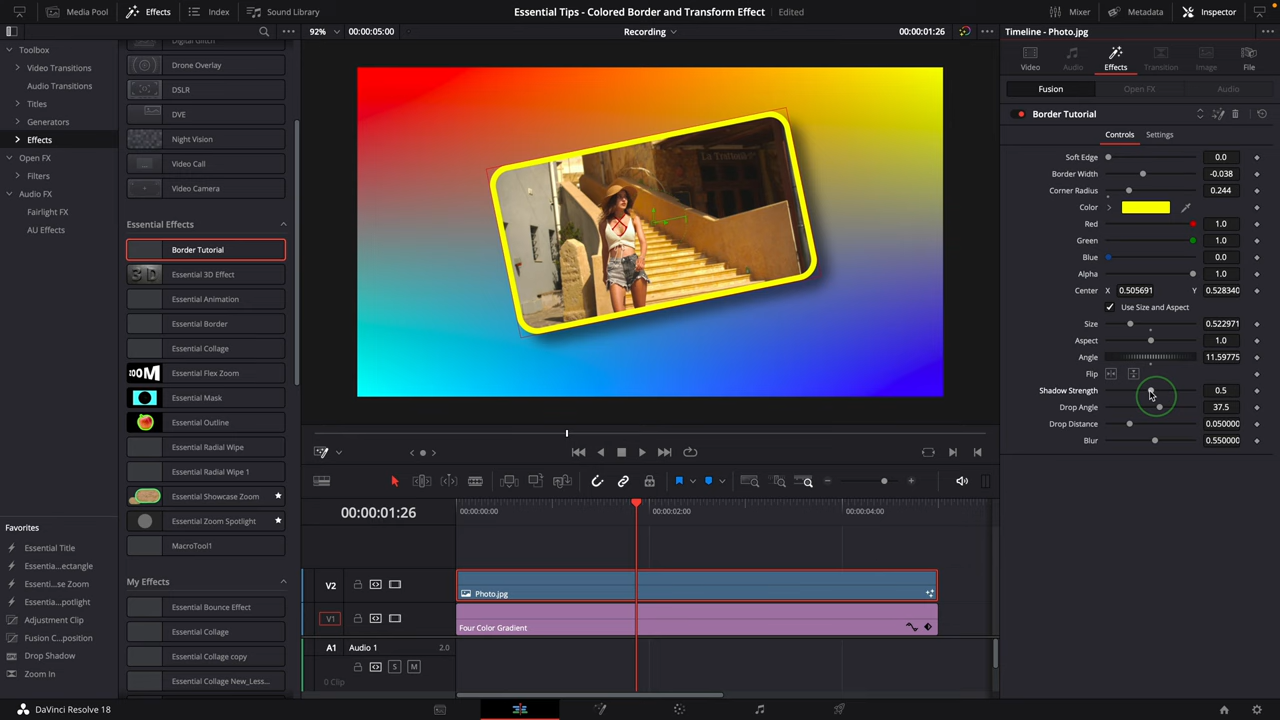 Media Pool
Effects
Index
Sound Library
Essential Tips - Colored Border and Transform Effect
Edited
Mixer
Metadata
Inspector
92%
00:00:05:00
Recording
00:00:01:26
Timeline - Photo.jpg
Toolbox
Video Transitions
Audio Transitions
Titles
Generators
Effects
Open FX
Filters
Audio FX
Fairlight FX
AU Effects
Digital Glitch
Drone Overlay
DSLR
DVE
Night Vision
Video Call
Video Camera
Essential Effects
Border Tutorial
Essential 3D Effect
Essential Animation
Essential Border
Essential Collage
Essential Flex Zoom
Essential Mask
Essential Outline
Essential Radial Wipe
Essential Radial Wipe 1
Essential Showcase Zoom
Essential Zoom Spotlight
MacroTool1
My Effects
Essential Bounce Effect
Essential Collage
Essential Collage copy
Essential Collage New_Less...
Favorites
Essential Title
Essentia...ectangle
Essenti...se Zoom
Essentia...potlight
Adjustment Clip
Fusion C...position
Drop Shadow
Zoom In
Video
Audio
Effects
Transition
Image
File
Fusion
Open FX
Audio
Border Tutorial
Controls
Settings
Soft Edge 0.0
Border Width -0.038
Corner Radius 0.244
Color
Red 1.0
Green 1.0
Blue 0.0
Alpha 1.0
Center X 0.505691 Y 0.528340
Use Size and Aspect
Size 0.522971
Aspect 1.0
Angle 11.59775
Flip
Shadow Strength 0.5
Drop Angle 37.5
Drop Distance 0.050000
Blur 0.550000
00:00:01:26
00:00:00:00
00:00:02:00
00:00:04:00
V2
Photo.jpg
V1
Four Color Gradient
A1 Audio 1 2.0
S M
0 Clip
DaVinci Resolve 18